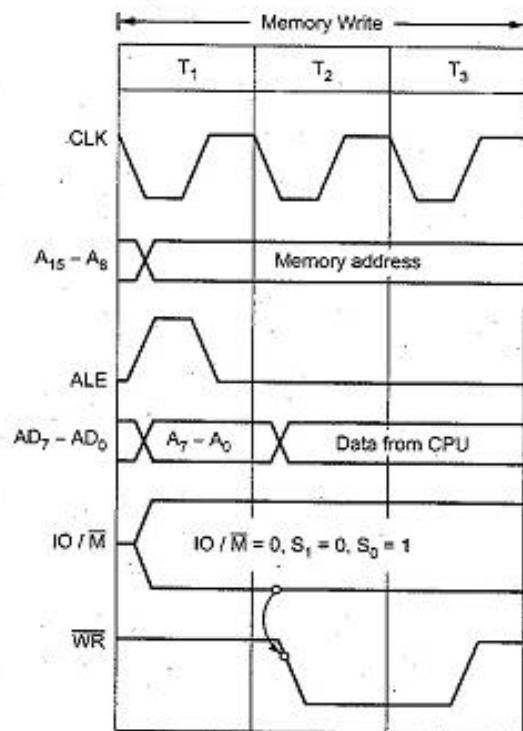 Memory Write
T₁ T₂ T₃
CLK
A₁₅ – A₈ Memory address
ALE
AD₇ – AD₀ A₇ – A₀ Data from CPU
IO / M̅ IO / M̅ = 0, S₁ = 0, S₀ = 1
W̅R̅